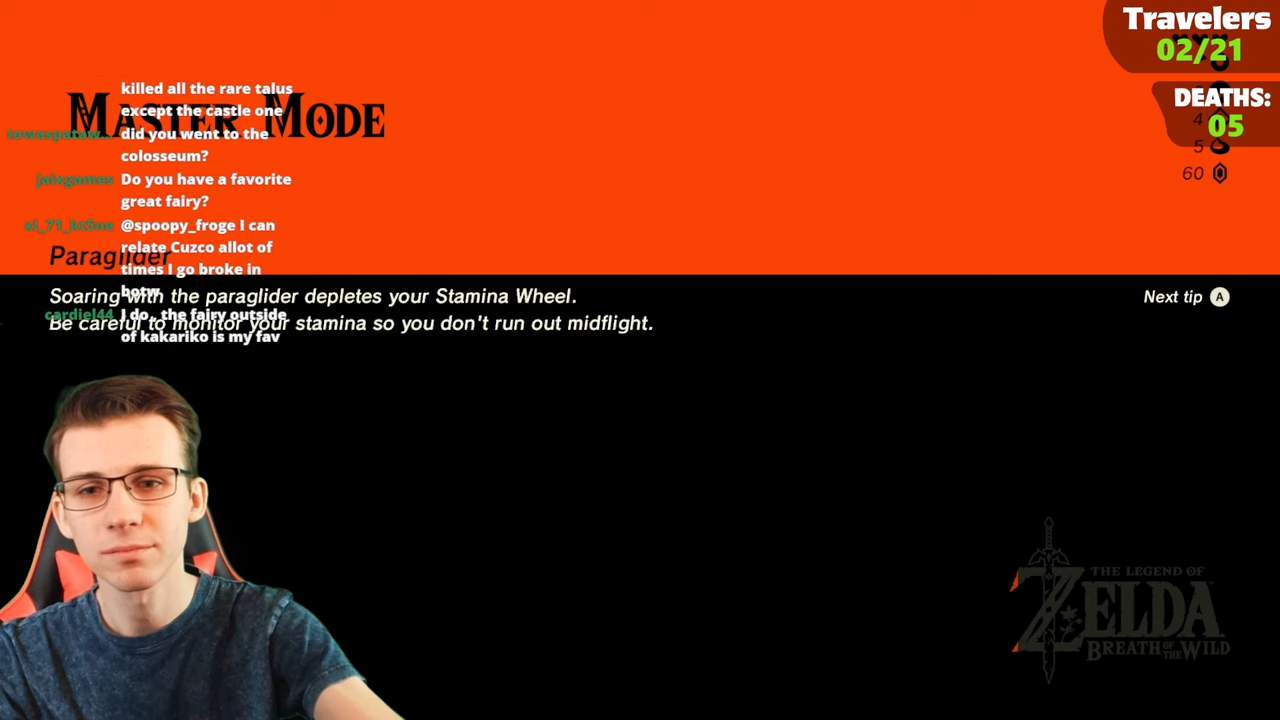 Travelers
02/21
DEATHS:
05
4
5
60
MASTER MODE
killed all the rare talus
except the castle one
did you went to the
colosseum?
jaixgames Do you have a favorite
great fairy?
@spoopy_froge I can
relate Cuzco allot of
times I go broke in
botw
cardiel44 I do.. the fairy outside
of kakariko is my fav
Paraglider
Soaring with the paraglider depletes your Stamina Wheel.
Be careful to monitor your stamina so you don't run out midflight.
Next tip A
THE LEGEND OF
ZELDA
BREATH OF THE WILD